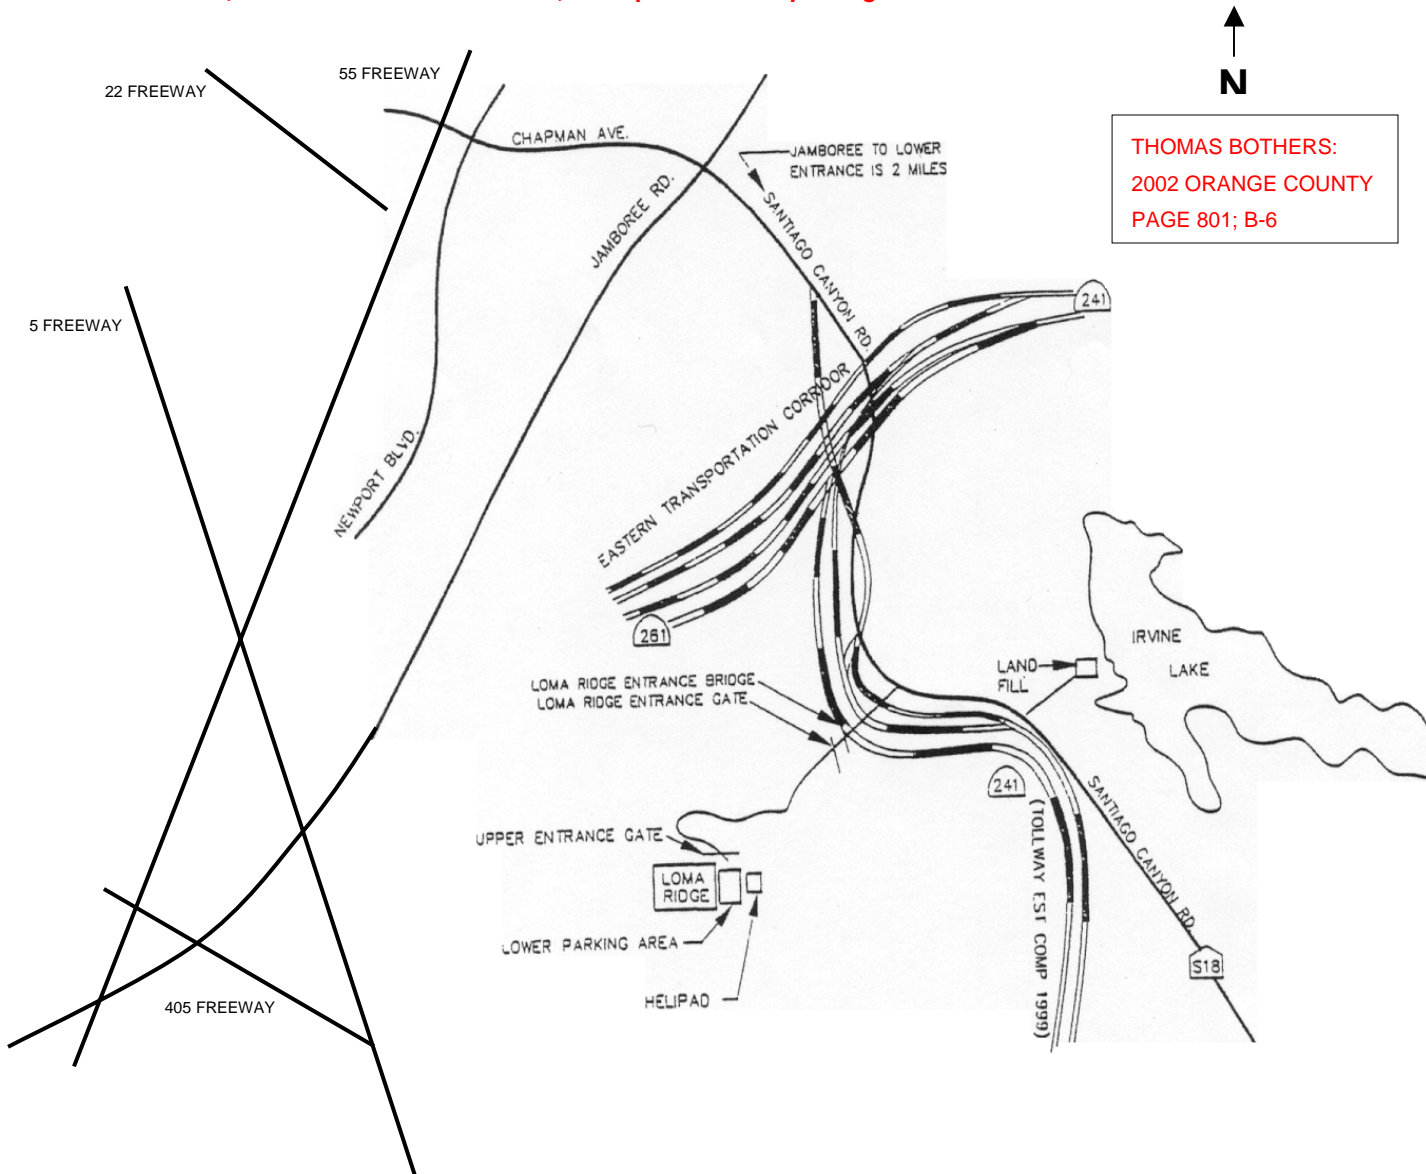 55 FREEWAY
22 FREEWAY
N
CHAPMAN AVE.
JAMBOREE TO LOWER
ENTRANCE IS 2 MILES
THOMAS BOTHERS:
2002 ORANGE COUNTY
PAGE 801; B-6
JAMBOREE RD.
SANTIAGO CANYON RD.
241
5 FREEWAY
EASTERN TRANSPORTATION CORRIDOR
NEWPORT BLVD.
261
IRVINE
LAKE
LAND
FILL
LOMA RIDGE ENTRANCE BRIDGE
LOMA RIDGE ENTRANCE GATE
241
SANTIAGO CANYON RD.
(TOLLWAY EST COMP 1999)
UPPER ENTRANCE GATE
LOMA
RIDGE
LOWER PARKING AREA
S18
HELIPAD
405 FREEWAY